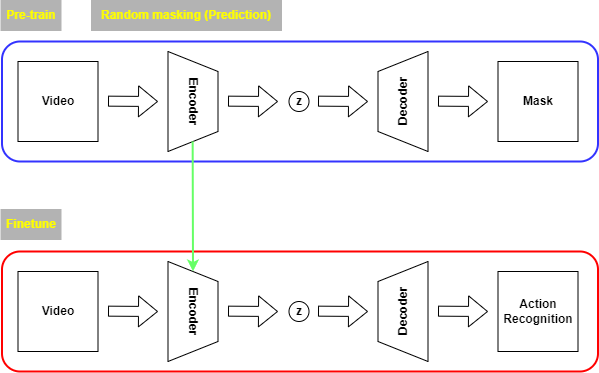 Pre-train
Random masking (Prediction)
Video
Encoder
z
Decoder
Mask
Finetune
Video
Encoder
z
Decoder
Action
Recognition